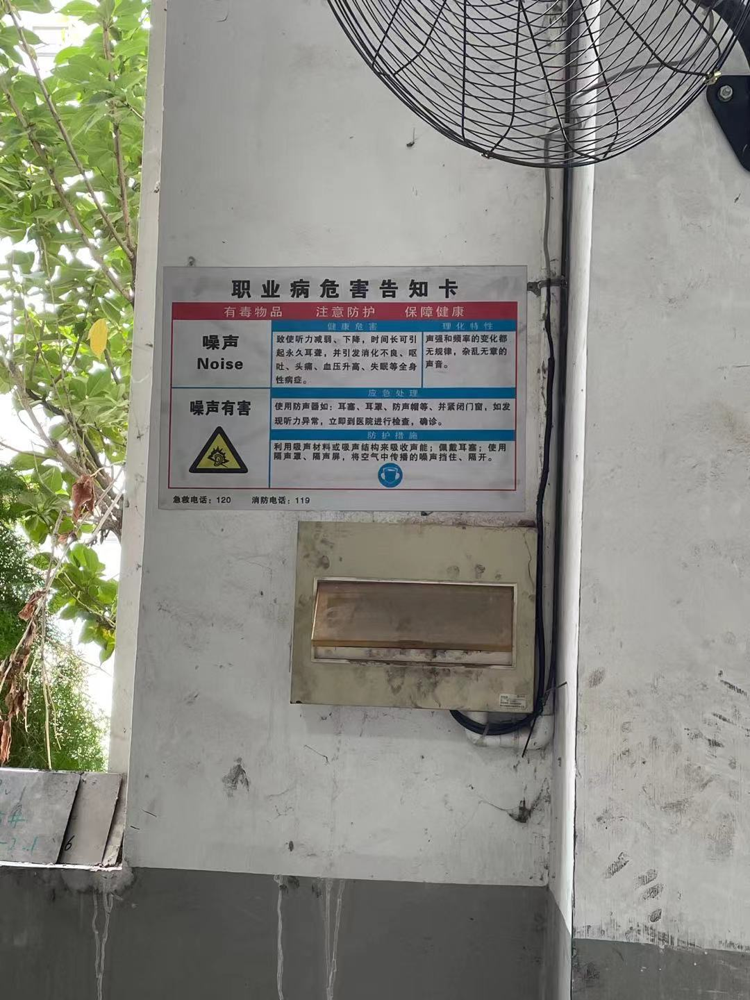 职业病危害告知卡
有毒物品 注意防护 保障健康
健康危害 理化特性
噪声
Noise
致使听力减弱、下降，时间长可引
起永久耳聋，并引发消化不良、呕
吐、头痛、血压升高、失眠等全身
性病症。
声强和频率的变化都
无规律，杂乱无章的
声音。
应急处理
噪声有害
使用防声器如：耳塞、耳罩、防声帽等、并紧闭门窗，如发
现听力异常，立即到医院进行检查，确诊。
防护措施
利用吸声材料或吸声结构来吸收声能；佩戴耳塞；使用
隔声罩、隔声屏，将空气中传播的噪声挡住、隔开。
急救电话：120 消防电话：119
6